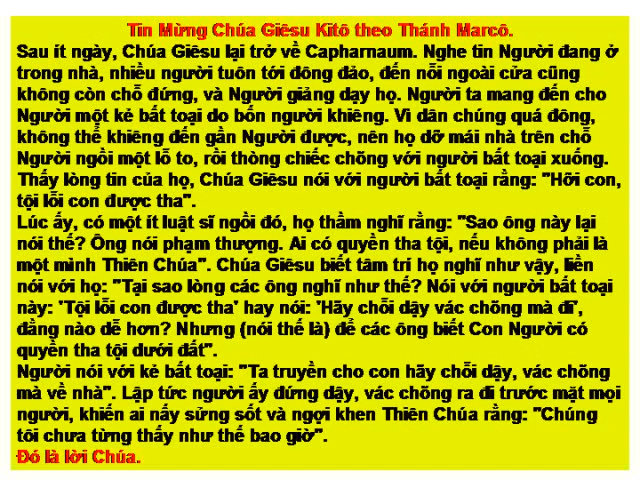 Tin Mừng Chúa Giêsu Kitô theo Thánh Marcô.
Sau ít ngày, Chúa Giêsu lại trở về Capharnaum. Nghe tin Người đang ở
trong nhà, nhiều người tuôn tới đông đảo, đến nỗi ngoài cửa cũng
không còn chỗ đứng, và Người giảng dạy họ. Người ta mang đến cho
Người một kẻ bất toại do bốn người khiêng. Vì dân chúng quá đông,
không thể khiêng đến gần Người được, nên họ dỡ mái nhà trên chỗ
Người ngồi một lỗ to, rồi thòng chiếc chõng với người bất toại xuống.
Thấy lòng tin của họ, Chúa Giêsu nói với người bất toại rằng: "Hỡi con,
tội lỗi con được tha".
Lúc ấy, có một ít luật sĩ ngồi đó, họ thầm nghĩ rằng: "Sao ông này lại
nói thế? Ông nói phạm thượng. Ai có quyền tha tội, nếu không phải là
một mình Thiên Chúa". Chúa Giêsu biết tâm trí họ nghĩ như vậy, liền
nói với họ: "Tại sao lòng các ông nghĩ như thế? Nói với người bất toại
này: 'Tội lỗi con được tha' hay nói: 'Hãy chỗi dậy vác chõng mà đi',
đằng nào dễ hơn? Nhưng (nói thế là) để các ông biết Con Người có
quyền tha tội dưới đất".
Người nói với kẻ bất toại: "Ta truyền cho con hãy chỗi dậy, vác chõng
mà về nhà". Lập tức người ấy đứng dậy, vác chõng ra đi trước mặt mọi
người, khiến ai nấy sửng sốt và ngợi khen Thiên Chúa rằng: "Chúng
tôi chưa từng thấy như thế bao giờ".
Đó là lời Chúa.